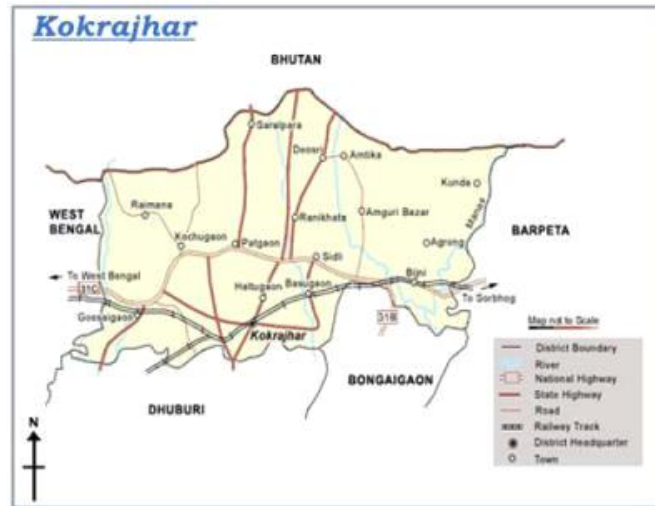 Kokrajhar
BHUTAN
Saralpara
Deosri
Amtika
Kunde
Manas
WEST
BENGAL
Raimana
Ranikhata
Amguri Bazar
BARPETA
Kochugaon
Patgaon
Agrong
Sidli
To West Bengal
31C
Bijni
Haltugaon
Basugaon
To Sorbhog
Gossaigaon
31B
Map not to Scale
Kokrajhar
District Boundary
River
BONGAIGAON
National Highway
State Highway
DHUBURI
Road
Railway Track
N
District Headquarter
Town